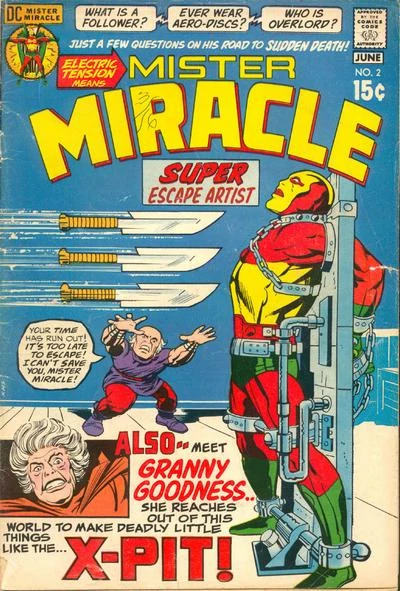 DC MISTER MIRACLE
WHAT IS A FOLLOWER?
EVER WEAR AERO-DISCS?
WHO IS OVERLORD?
APPROVED BY THE COMICS CODE AUTHORITY
JUST A FEW QUESTIONS ON HIS ROAD TO SUDDEN DEATH!
JUNE
NO. 2
15¢
ELECTRIC
TENSION
MEANS
MISTER
MIRACLE
SUPER
ESCAPE ARTIST
YOUR TIME
HAS RUN OUT!
IT'S TOO LATE
TO ESCAPE!
I CAN'T SAVE
YOU, MISTER
MIRACLE!
ALSO-- MEET
GRANNY
GOODNESS..
SHE REACHES
OUT OF THIS
WORLD TO MAKE DEADLY LITTLE
THINGS
LIKE THE... X-PIT!